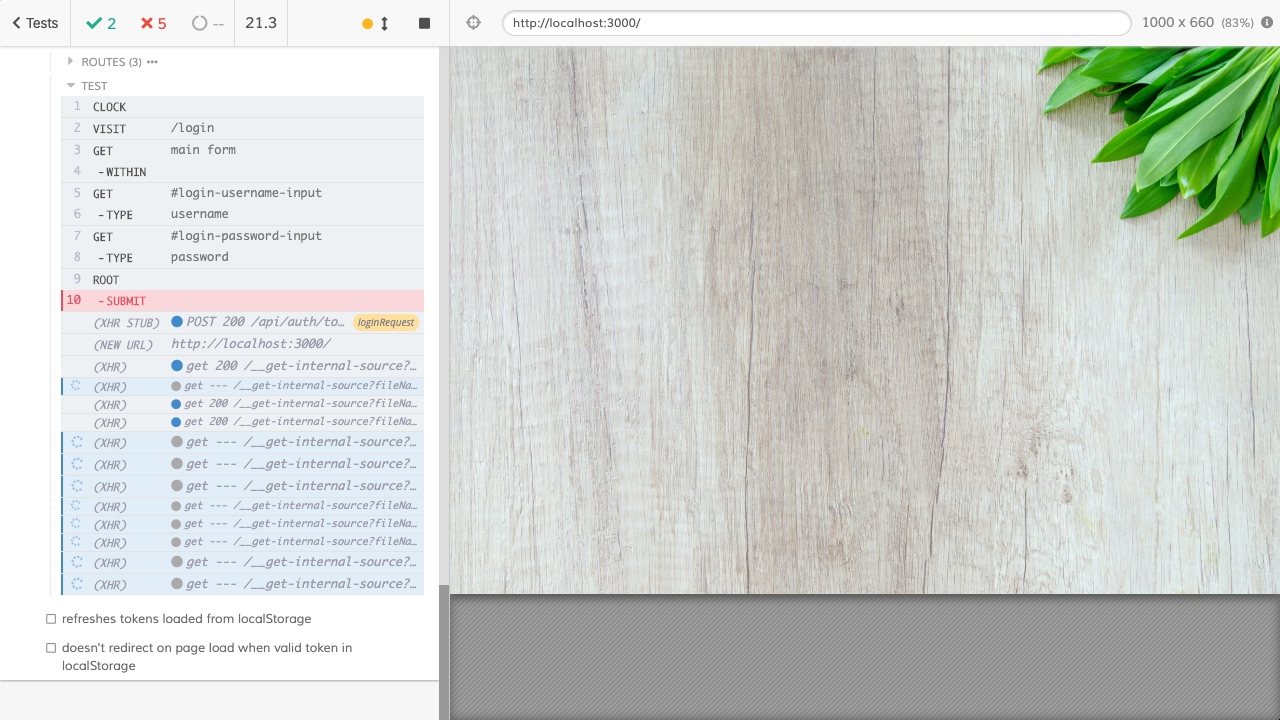 Tests 2 5 -- 21.3 http://localhost:3000/ 1000 x 660 (83%)
ROUTES (3)
TEST
1 CLOCK
2 VISIT /login
3 GET main form
4 -WITHIN
5 GET #login-username-input
6 -TYPE username
7 GET #login-password-input
8 -TYPE password
9 ROOT
10 -SUBMIT
(XHR STUB) POST 200 /api/auth/to… loginRequest
(NEW URL) http://localhost:3000/
(XHR) get 200 /__get-internal-source?…
(XHR) get --- /__get-internal-source?fileNa…
(XHR) get 200 /__get-internal-source?fileNa…
(XHR) get 200 /__get-internal-source?fileNa…
(XHR) get --- /__get-internal-source?…
(XHR) get --- /__get-internal-source?…
(XHR) get --- /__get-internal-source?…
(XHR) get --- /__get-internal-source?fileNa…
(XHR) get --- /__get-internal-source?fileNa…
(XHR) get --- /__get-internal-source?fileNa…
(XHR) get --- /__get-internal-source?…
(XHR) get --- /__get-internal-source?…
refreshes tokens loaded from localStorage
doesn't redirect on page load when valid token in
localStorage